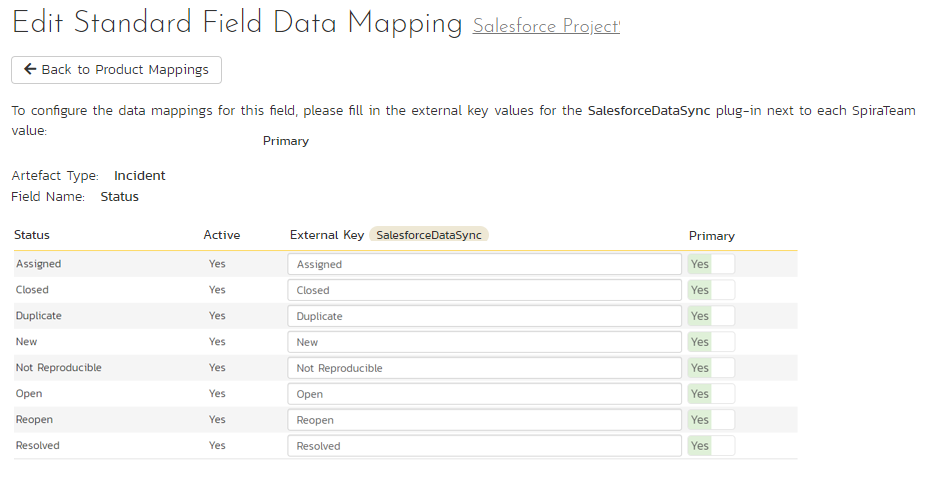 Edit Standard Field Data Mapping Salesforce Project'
← Back to Product Mappings
To configure the data mappings for this field, please fill in the external key values for the SalesforceDataSync plug-in next to each SpiraTeam
value:
Primary
Artefact Type: Incident
Field Name: Status
Status Active External Key SalesforceDataSync Primary
Assigned Yes Assigned Yes
Closed Yes Closed Yes
Duplicate Yes Duplicate Yes
New Yes New Yes
Not Reproducible Yes Not Reproducible Yes
Open Yes Open Yes
Reopen Yes Reopen Yes
Resolved Yes Resolved Yes